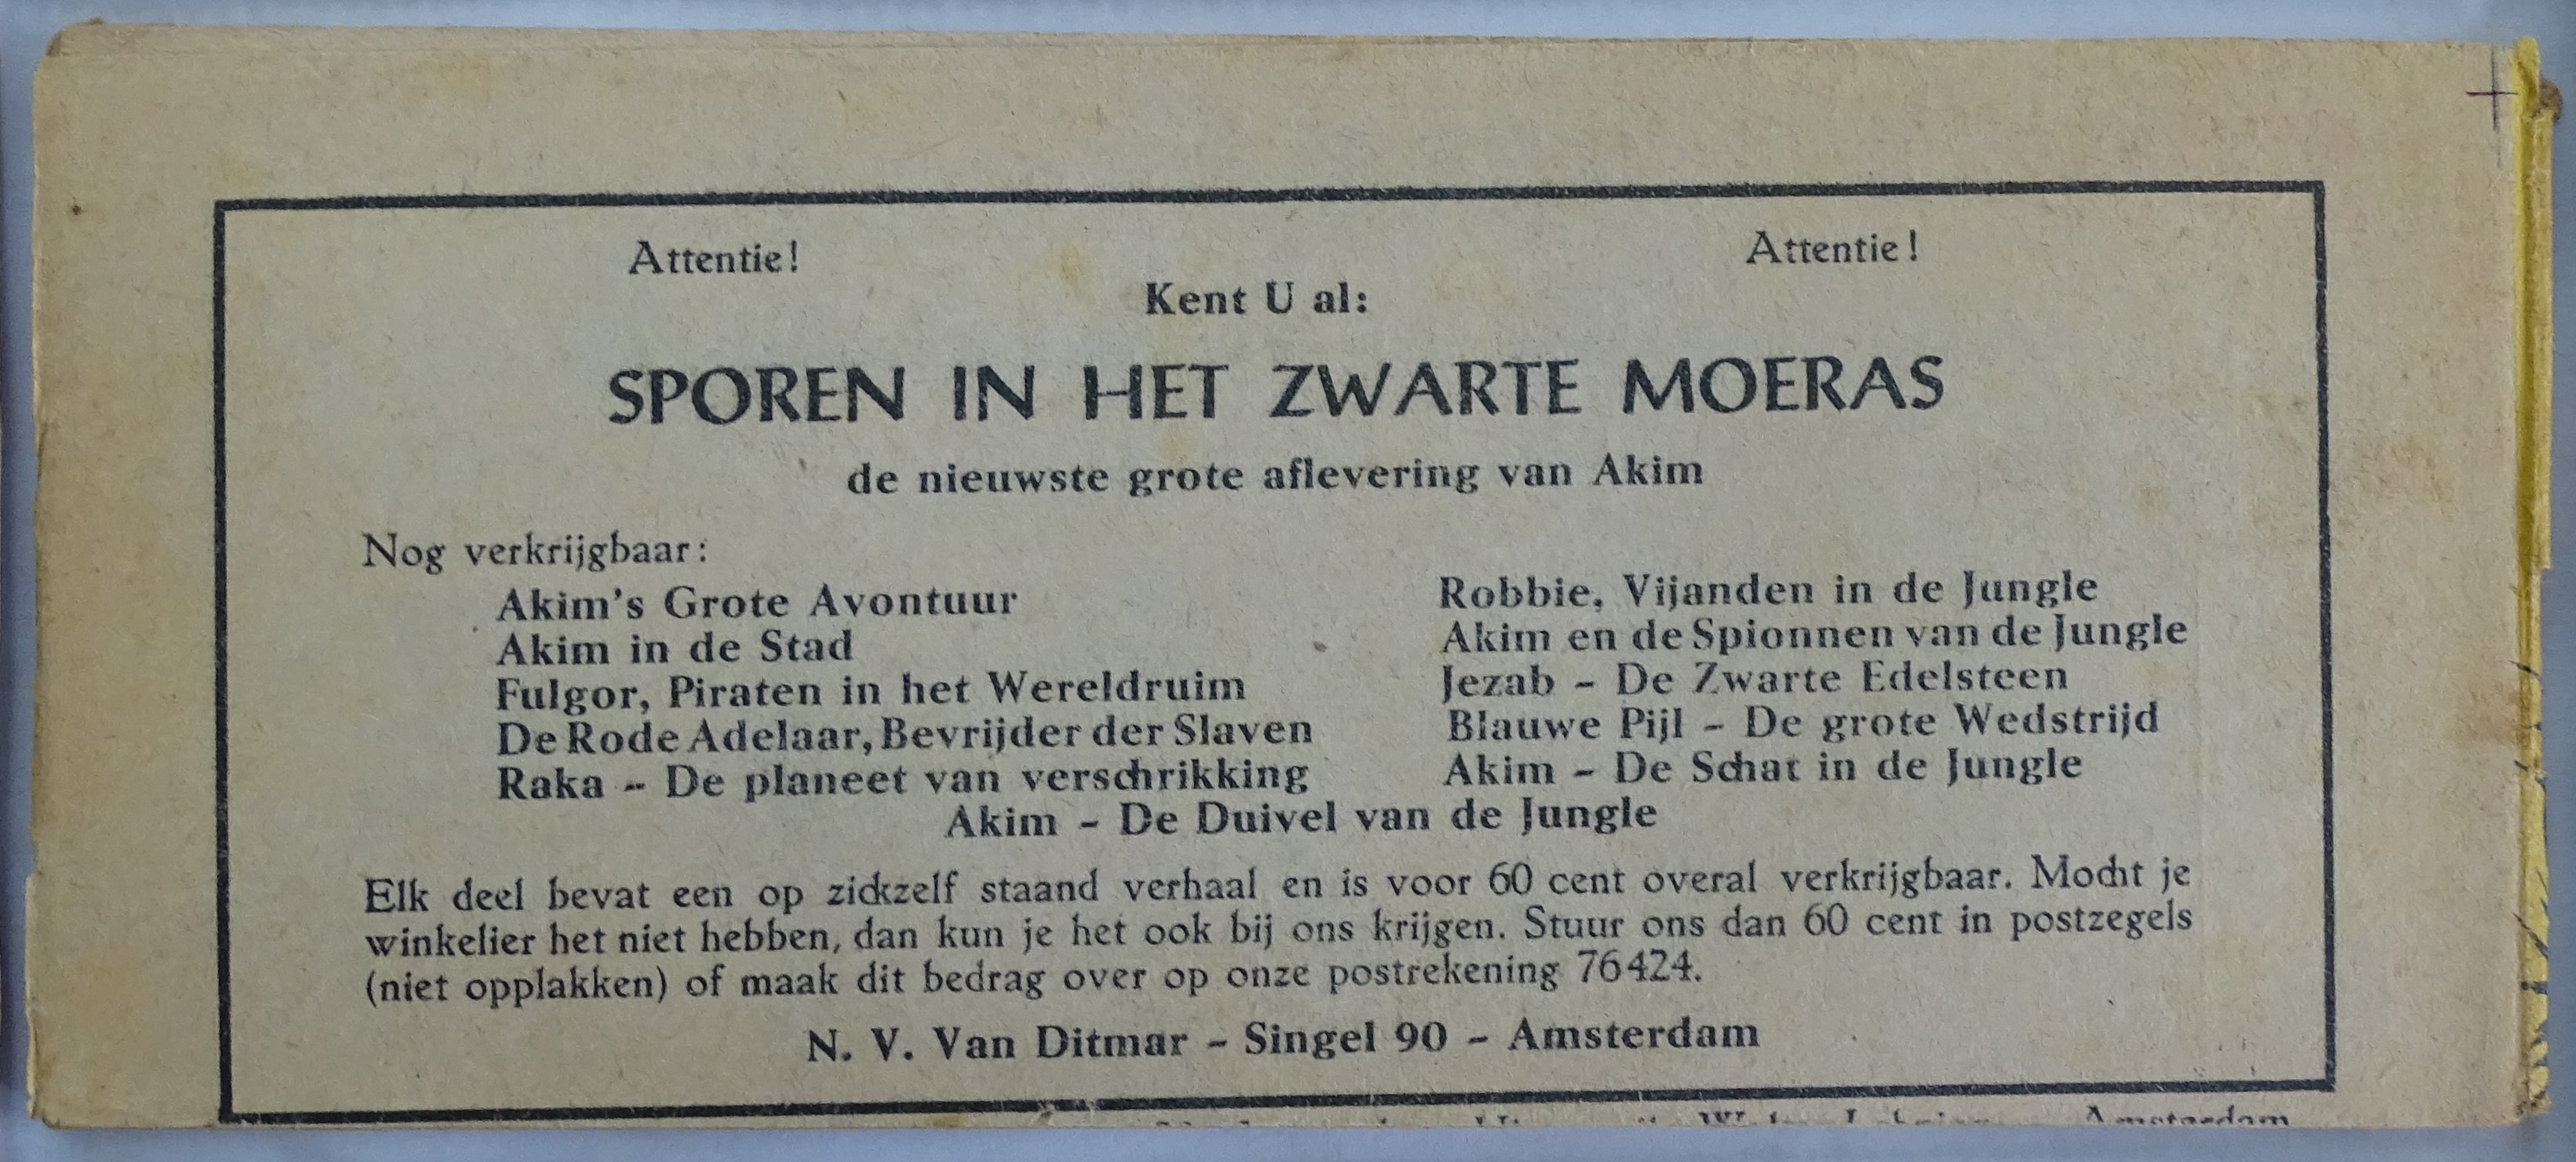 Attentie! Attentie!
Kent U al:
SPOREN IN HET ZWARTE MOERAS
de nieuwste grote aflevering van Akim
Nog verkrijgbaar:
Akim's Grote Avontuur
Akim in de Stad
Fulgor, Piraten in het Wereldruim
De Rode Adelaar, Bevrijder der Slaven
Raka - De planeet van verschrikking
Robbie, Vijanden in de Jungle
Akim en de Spionnen van de Jungle
Jezab - De Zwarte Edelsteen
Blauwe Pijl - De grote Wedstrijd
Akim - De Schat in de Jungle
Akim - De Duivel van de Jungle
Elk deel bevat een op zickzelf staand verhaal en is voor 60 cent overal verkrijgbaar. Mocht je
winkelier het niet hebben, dan kun je het ook bij ons krijgen. Stuur ons dan 60 cent in postzegels
(niet opplakken) of maak dit bedrag over op onze postrekening 76424.
N. V. Van Ditmar - Singel 90 - Amsterdam
Amsterdam